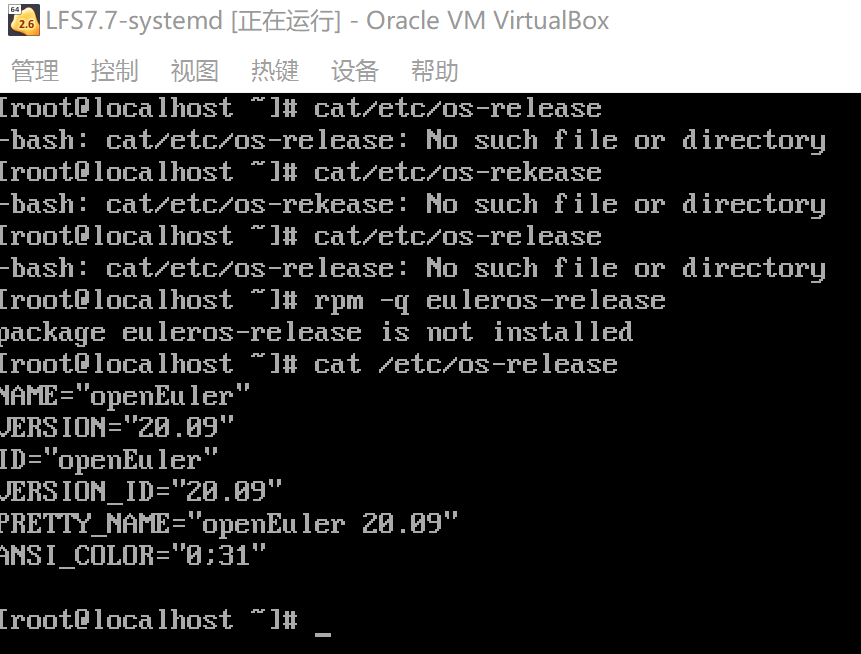 64
2.6
LFS7.7-systemd [正在运行] - Oracle VM VirtualBox
管理 控制 视图 热键 设备 帮助
[root@localhost ~]# cat/etc/os-release
-bash: cat/etc/os-release: No such file or directory
[root@localhost ~]# cat/etc/os-rekease
-bash: cat/etc/os-rekease: No such file or directory
[root@localhost ~]# cat/etc/os-release
-bash: cat/etc/os-release: No such file or directory
[root@localhost ~]# rpm -q euleros-release
package euleros-release is not installed
[root@localhost ~]# cat /etc/os-release
NAME="openEuler"
VERSION="20.09"
ID="openEuler"
VERSION_ID="20.09"
PRETTY_NAME="openEuler 20.09"
ANSI_COLOR="0;31"
[root@localhost ~]# _